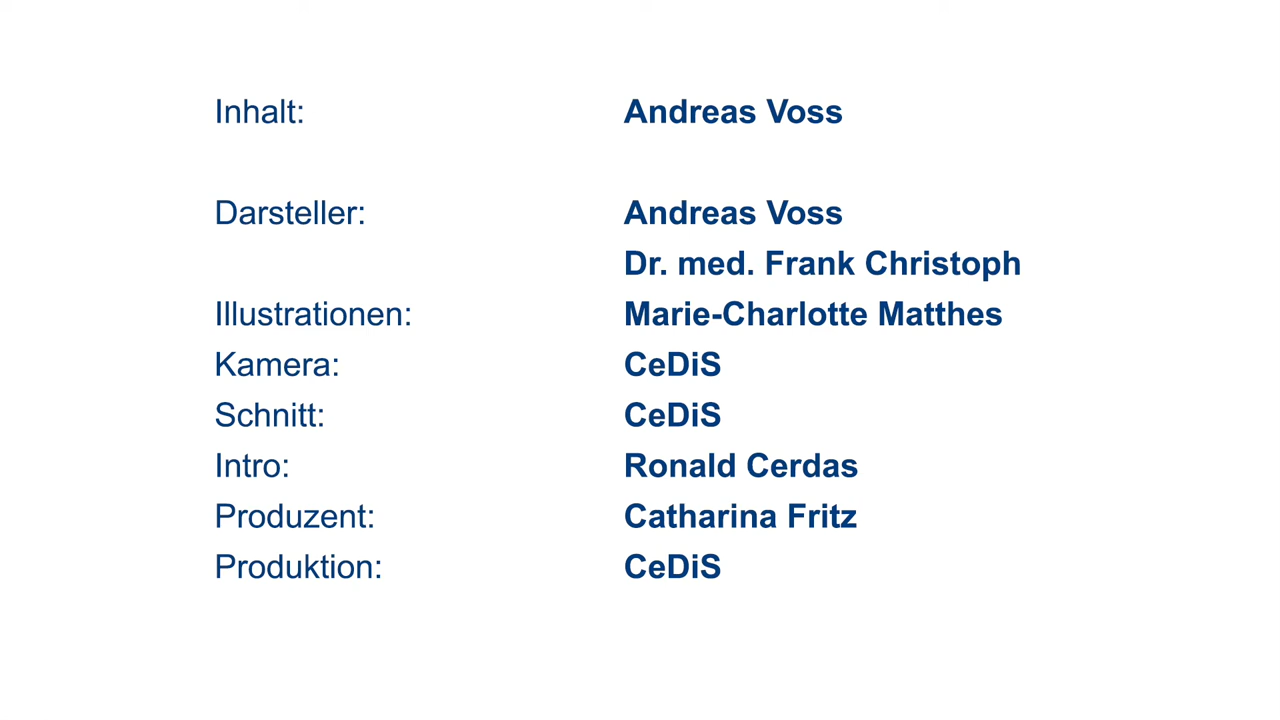 Inhalt: Andreas Voss
Darsteller: Andreas Voss
Dr. med. Frank Christoph
Illustrationen: Marie-Charlotte Matthes
Kamera: CeDiS
Schnitt: CeDiS
Intro: Ronald Cerdas
Produzent: Catharina Fritz
Produktion: CeDiS